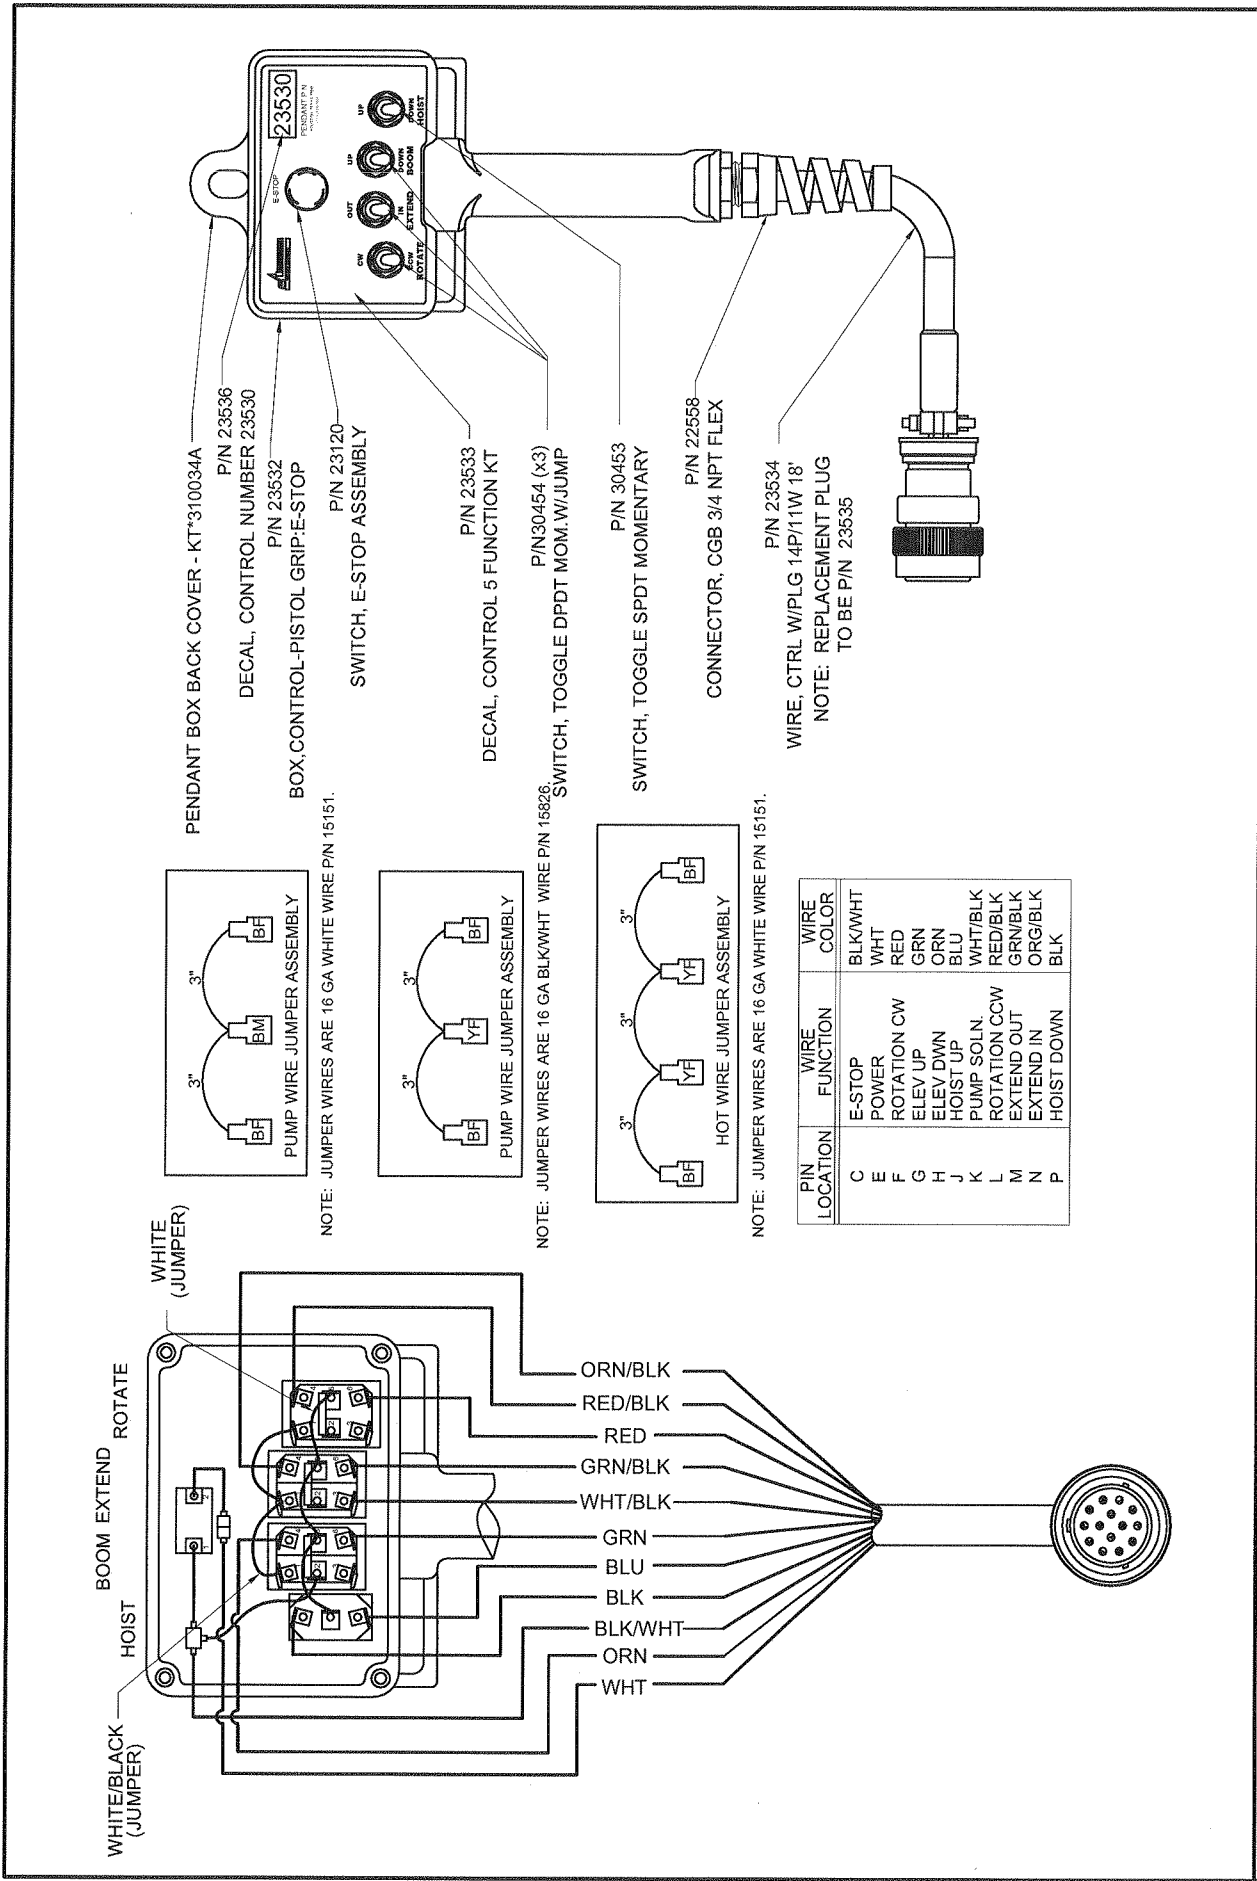 WHITE/BLACK
(JUMPER)
HOIST
BOOM EXTEND
ROTATE
WHITE
(JUMPER)
ORN/BLK
RED/BLK
RED
GRN/BLK
WHT/BLK
GRN
BLU
BLK
BLK/WHT
ORN
WHT
3"
3"
BF
BM
BF
PUMP WIRE JUMPER ASSEMBLY
NOTE: JUMPER WIRES ARE 16 GA WHITE WIRE P/N 15151.
3"
3"
BF
YF
BF
PUMP WIRE JUMPER ASSEMBLY
NOTE: JUMPER WIRES ARE 16 GA BLK/WHT WIRE P/N 15826.
3"
3"
3"
BF
YF
YF
BF
HOT WIRE JUMPER ASSEMBLY
NOTE: JUMPER WIRES ARE 16 GA WHITE WIRE P/N 15151.
PIN LOCATION WIRE FUNCTION WIRE COLOR
C E-STOP BLK/WHT
E POWER WHT
F ROTATION CW RED
G ELEV UP GRN
H ELEV DWN ORN
J HOIST UP BLU
K PUMP SOLN. WHT/BLK
L ROTATION CCW RED/BLK
M EXTEND OUT GRN/BLK
N EXTEND IN ORG/BLK
P HOIST DOWN BLK
PENDANT BOX BACK COVER - KT*310034A
P/N 23536
DECAL, CONTROL NUMBER 23530
P/N 23532
BOX,CONTROL-PISTOL GRIP:E-STOP
P/N 23120
SWITCH, E-STOP ASSEMBLY
P/N 23533
DECAL, CONTROL 5 FUNCTION KT
P/N30454 (x3)
SWITCH, TOGGLE DPDT MOM.W/JUMP
P/N 30453
SWITCH, TOGGLE SPDT MOMENTARY
P/N 22558
CONNECTOR, CGB 3/4 NPT FLEX
P/N 23534
WIRE, CTRL W/PLG 14P/11W 18'
NOTE: REPLACEMENT PLUG
TO BE P/N 23535
E-STOP
23530
PENDANT P/N
CW
OUT
UP
UP
CCW
IN
DOWN
DOWN
ROTATE
EXTEND
BOOM
HOIST